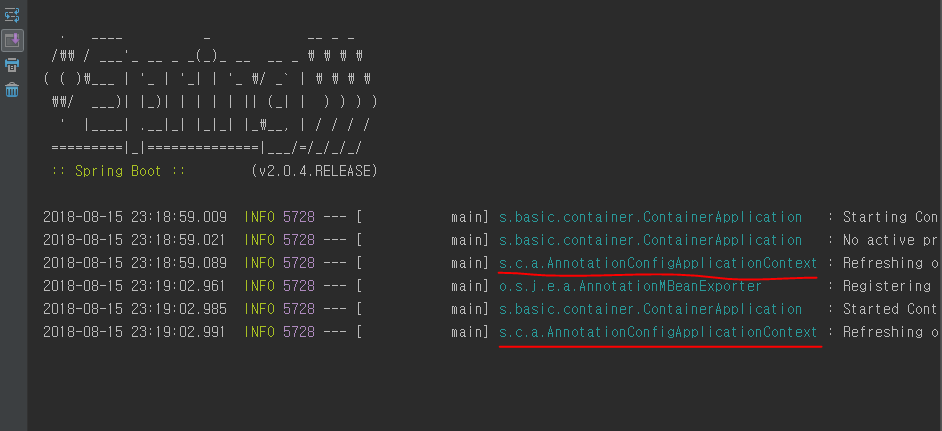 .   ____          _            __ _ _
 /₩₩ / ___'_ __ _ _(_)_ __  __ _ ₩ ₩ ₩ ₩
( ( )₩___ | '_ | '_| | '_ ₩/ _` | ₩ ₩ ₩ ₩
 ₩₩/  ___)| |_)| | | | | || (_| |  ) ) ) )
  '  |____| .__|_| |_|_| |_₩__, | / / / /
 =========|_|==============|___/=/_/_/_/
 :: Spring Boot ::        (v2.0.4.RELEASE)
2018-08-15 23:18:59.009  INFO 5728 --- [           main] s.basic.container.ContainerApplication   : Starting Con
2018-08-15 23:18:59.021  INFO 5728 --- [           main] s.basic.container.ContainerApplication   : No active pr
2018-08-15 23:18:59.089  INFO 5728 --- [           main] s.c.a.AnnotationConfigApplicationContext : Refreshing o
2018-08-15 23:19:02.961  INFO 5728 --- [           main] o.s.j.e.a.AnnotationMBeanExporter        : Registering
2018-08-15 23:19:02.985  INFO 5728 --- [           main] s.basic.container.ContainerApplication   : Started Cont
2018-08-15 23:19:02.991  INFO 5728 --- [           main] s.c.a.AnnotationConfigApplicationContext : Refreshing o